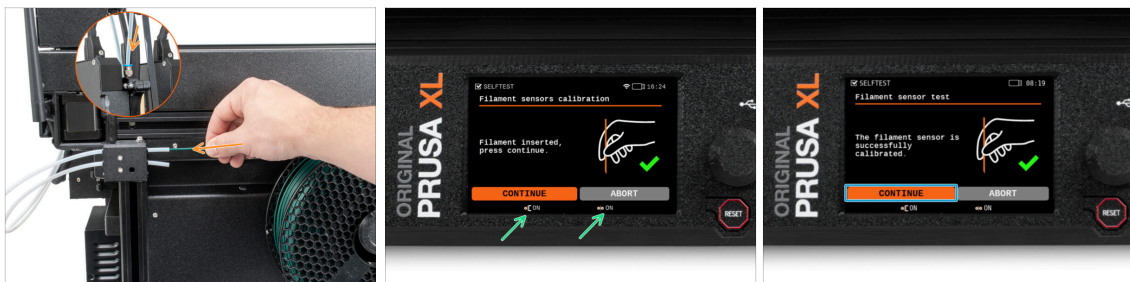 ORIGINAL
PRUSA XL
SELFTEST
16:24
Filament sensors calibration
Filament inserted,
press continue.
CONTINUE
ABORT
ON
ON
RESET
ORIGINAL
PRUSA XL
SELFTEST
08:19
Filament sensor test
The filament sensor is
successfully
calibrated.
CONTINUE
ABORT
ON
ON
RESET